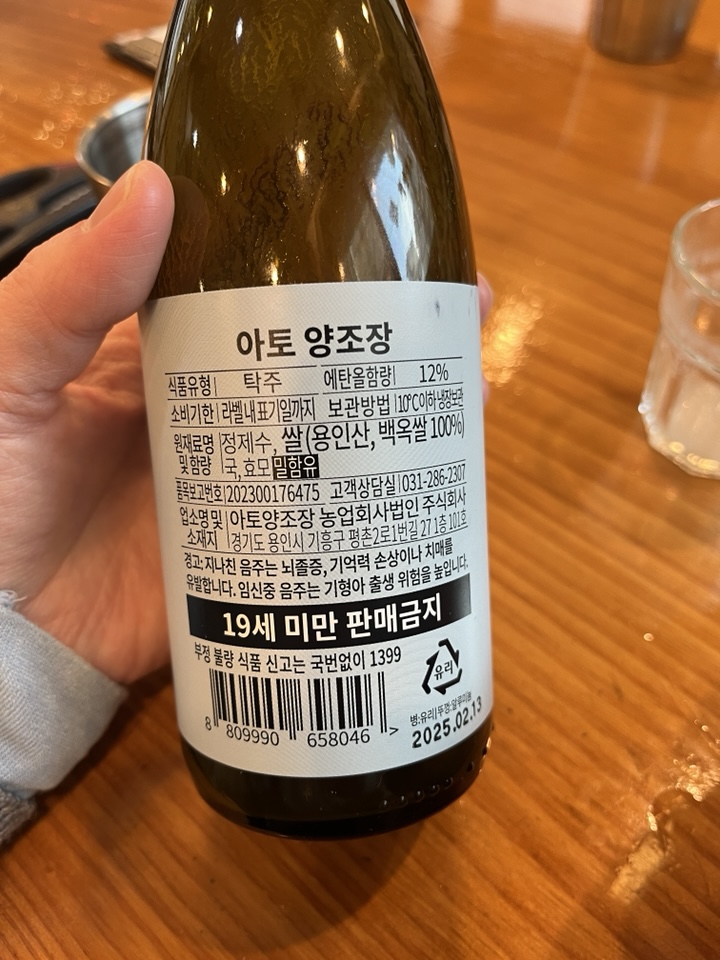 아토 양조장
식품유형 탁주 에탄올함량 12%
소비기한 라벨내 표기일까지 보관방법 10℃이하 냉장보관
원재료명 및 함량 정제수, 쌀(용인산, 백옥쌀 100%)
국, 효모 밀함유
품목보고번호 202300176475 고객상담실 031-286-2307
업소명 및 소재지 아토양조장 농업회사법인 주식회사
경기도 용인시 기흥구 평촌2로1번길 27 1층 101호
경고: 지나친 음주는 뇌졸중, 기억력 손상이나 치매를
유발합니다. 임신중 음주는 기형아 출생 위험을 높입니다.
19세 미만 판매금지
부정 불량 식품 신고는 국번없이 1399
유리
병:유리|뚜껑:알루미늄
8 809990 658046 >
2025.02.13